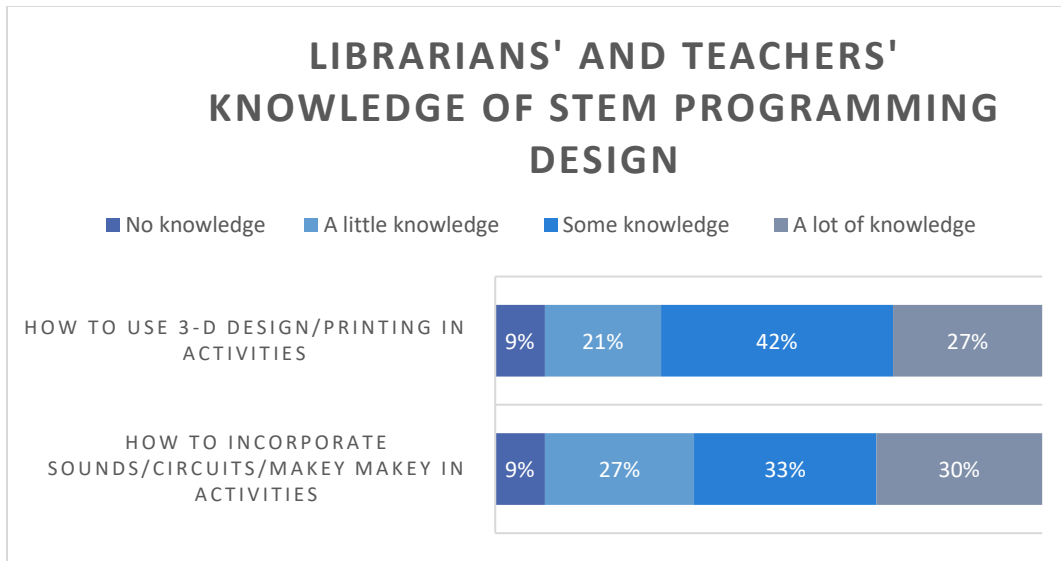 LIBRARIANS' AND TEACHERS'
KNOWLEDGE OF STEM PROGRAMMING
DESIGN
No knowledge A little knowledge Some knowledge A lot of knowledge
HOW TO USE 3-D DESIGN/PRINTING IN
ACTIVITIES
9% 21% 42% 27%
HOW TO INCORPORATE
SOUNDS/CIRCUITS/MAKEY MAKEY IN
ACTIVITIES
9% 27% 33% 30%